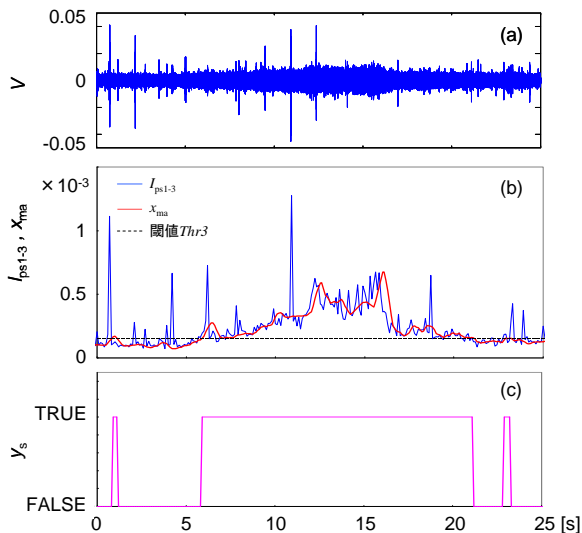 0.05
(a)
V
0
-0.05
×10⁻³
I_ps1-3
(b)
x_ma
閾値Thr3
1
I_ps1-3 , x_ma
0.5
0
(c)
TRUE
y_s
FALSE
0 5 10 15 20 25 [s]